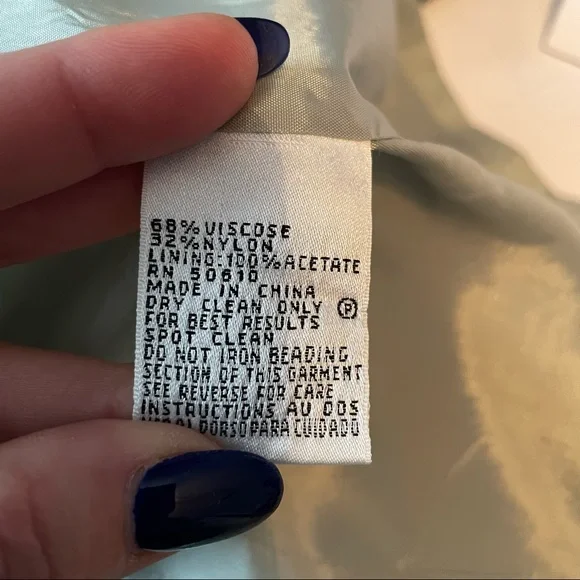 68% VISCOSE
32% NYLON
LINING:100% ACETATE
RN 50610
MADE IN CHINA
DRY CLEAN ONLY Ⓟ
FOR BEST RESULTS
SPOT CLEAN
DO NOT IRON BEADING
SECTION OF THIS GARMENT
SEE REVERSE FOR CARE
INSTRUCTIONS AU DOS
DORSO PARA CUIDADO